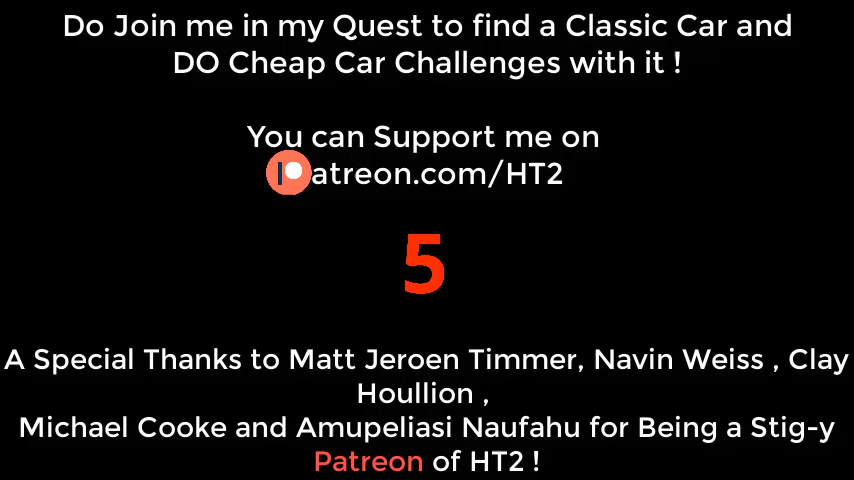 Do Join me in my Quest to find a Classic Car and
DO Cheap Car Challenges with it !
You can Support me on
Patreon.com/HT2
5
A Special Thanks to Matt Jeroen Timmer, Navin Weiss , Clay
Houllion ,
Michael Cooke and Amupeliasi Naufahu for Being a Stig-y
Patreon of HT2 !